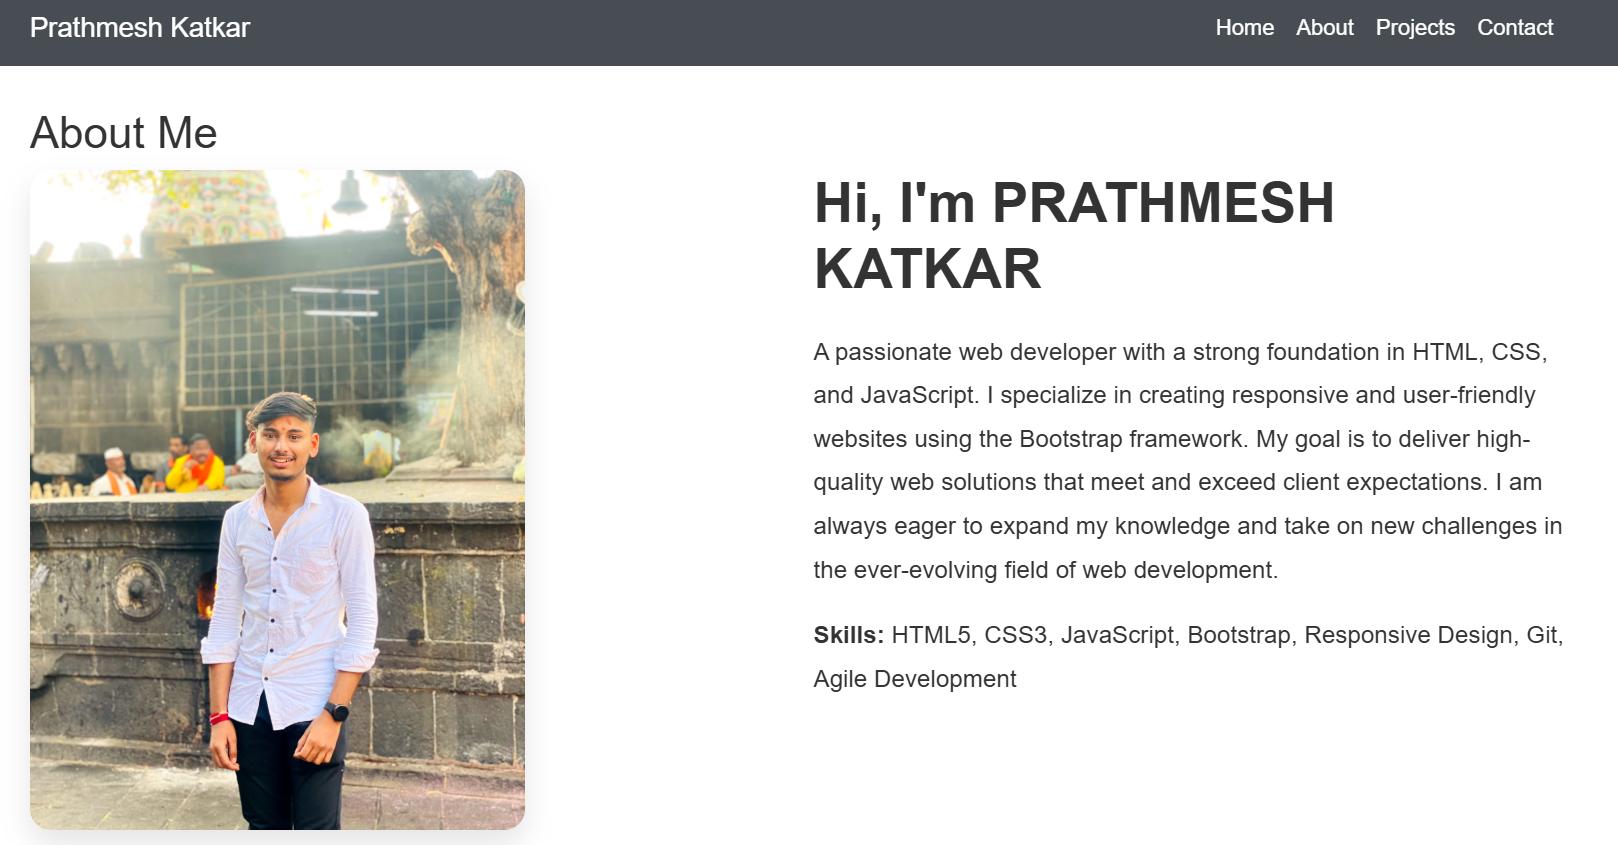 Prathmesh Katkar
Home About Projects Contact
About Me
Hi, I'm PRATHMESH
KATKAR
A passionate web developer with a strong foundation in HTML, CSS,
and JavaScript. I specialize in creating responsive and user-friendly
websites using the Bootstrap framework. My goal is to deliver high-
quality web solutions that meet and exceed client expectations. I am
always eager to expand my knowledge and take on new challenges in
the ever-evolving field of web development.
Skills: HTML5, CSS3, JavaScript, Bootstrap, Responsive Design, Git,
Agile Development